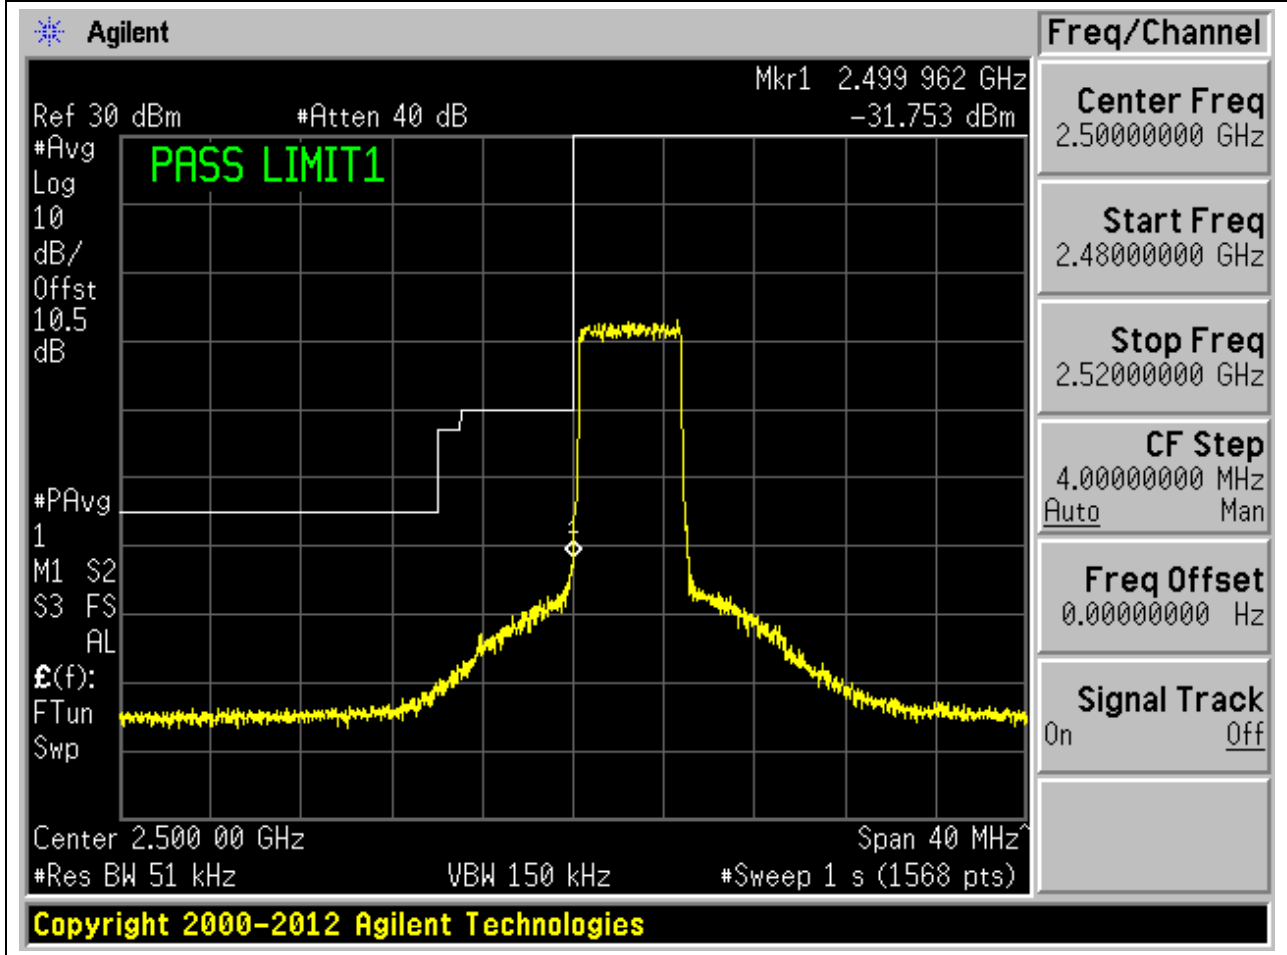 Agilent
Freq/Channel
Mkr1 2.499 962 GHz
Ref 30 dBm #Atten 40 dB -31.753 dBm
#Avg
Log
10
dB/
Offst
10.5
dB
PASS LIMIT1
#PAvg
1
M1 S2
S3 FS
AL
£(f):
FTun
Swp
1
Center 2.500 00 GHz Span 40 MHz^
#Res BW 51 kHz VBW 150 kHz #Sweep 1 s (1568 pts)
Center Freq
2.50000000 GHz
Start Freq
2.48000000 GHz
Stop Freq
2.52000000 GHz
CF Step
4.00000000 MHz
Auto Man
Freq Offset
0.00000000 Hz
Signal Track
On Off
Copyright 2000-2012 Agilent Technologies